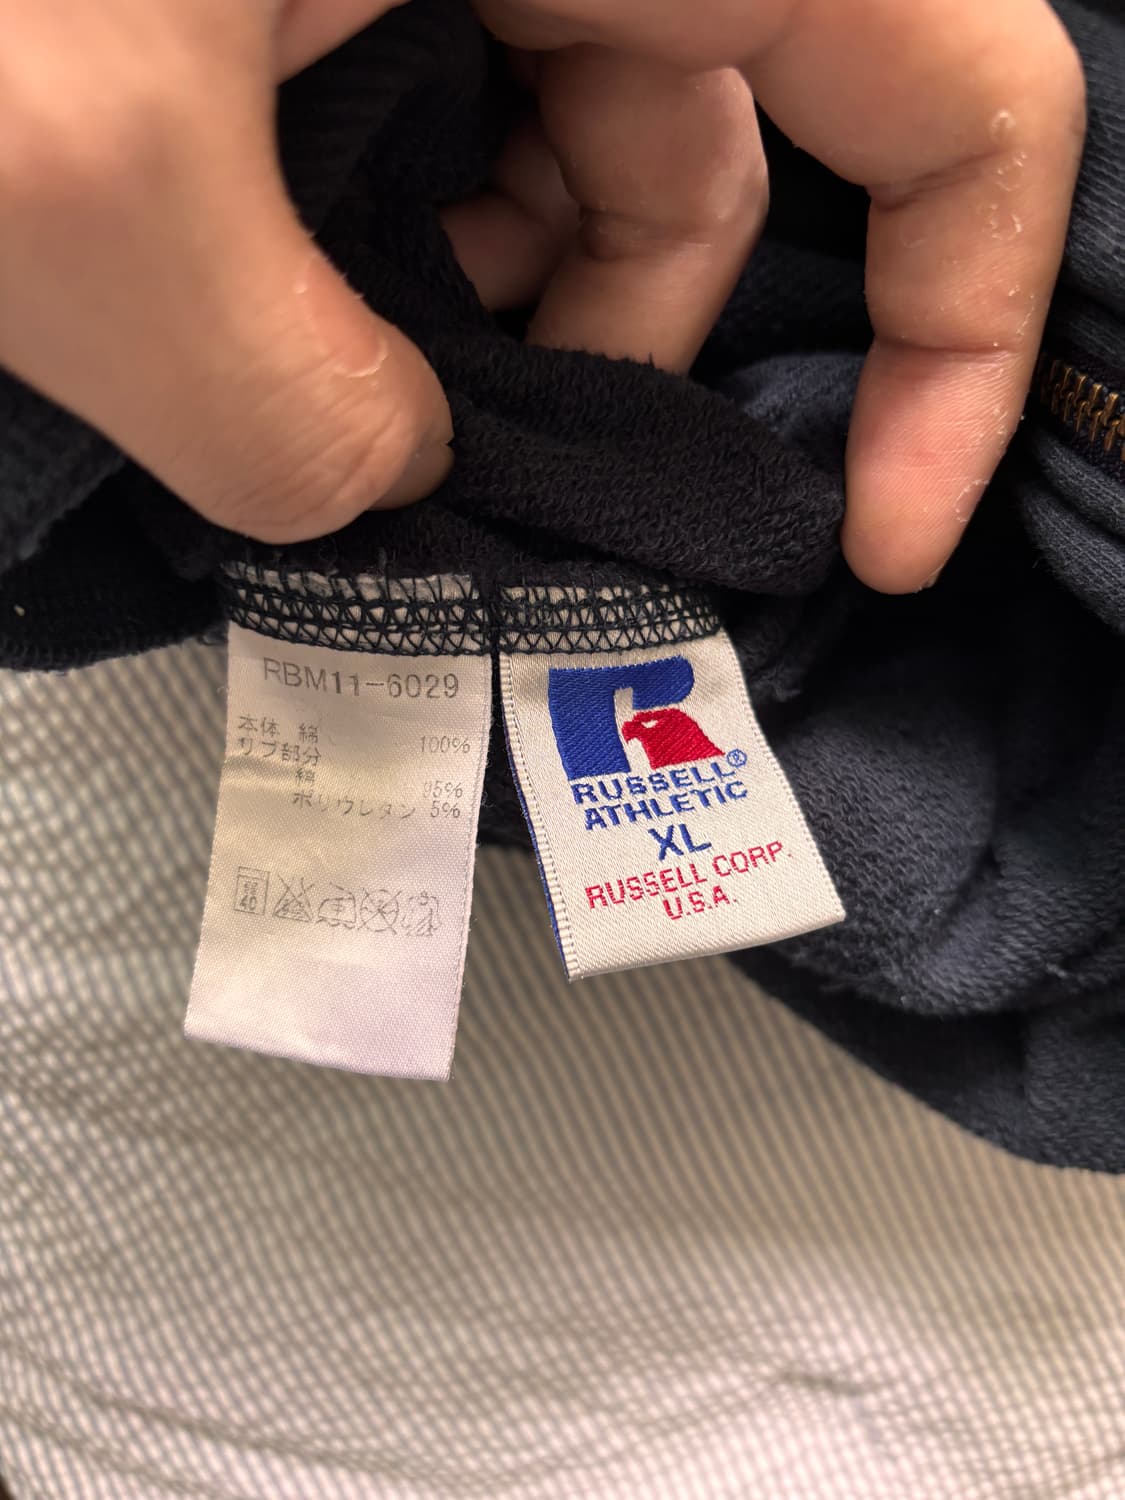 RBM11-6029
本体 綿 100%
リブ部分
綿 95%
ポリウレタン 5%
40
RUSSELL®
ATHLETIC
XL
RUSSELL CORP.
U.S.A.